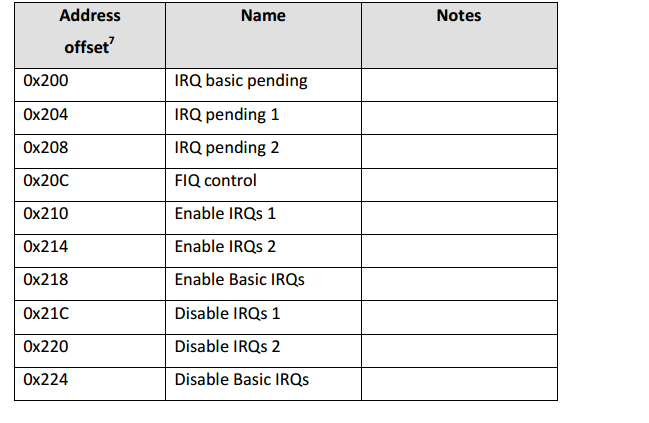 Address offset7 Name Notes
0x200 IRQ basic pending
0x204 IRQ pending 1
0x208 IRQ pending 2
0x20C FIQ control
0x210 Enable IRQs 1
0x214 Enable IRQs 2
0x218 Enable Basic IRQs
0x21C Disable IRQs 1
0x220 Disable IRQs 2
0x224 Disable Basic IRQs